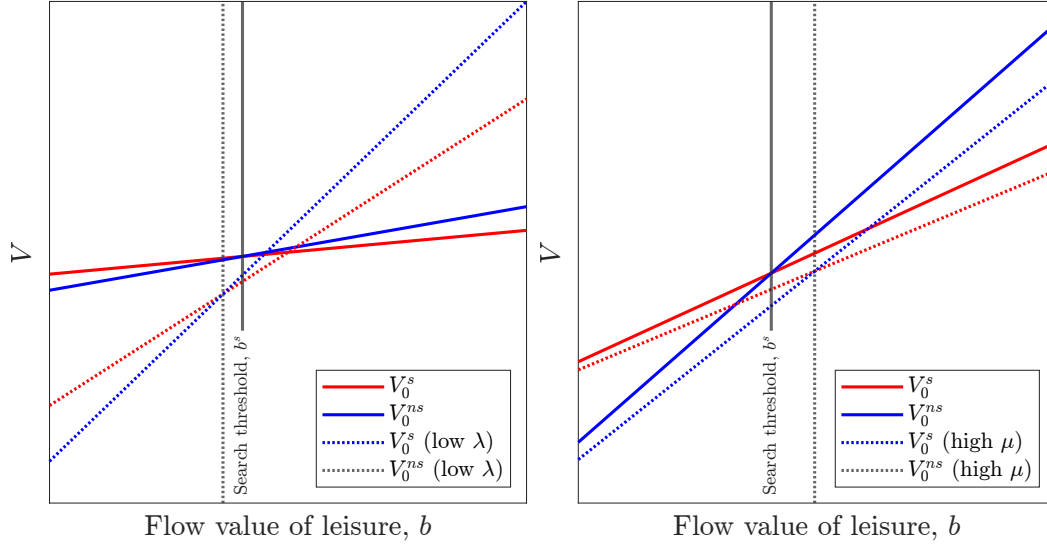 V
Search threshold, b^s
V_0^s
V_0^{ns}
V_0^s (low λ)
V_0^{ns} (low λ)
Flow value of leisure, b
V
Search threshold, b^s
V_0^s
V_0^{ns}
V_0^s (high μ)
V_0^{ns} (high μ)
Flow value of leisure, b